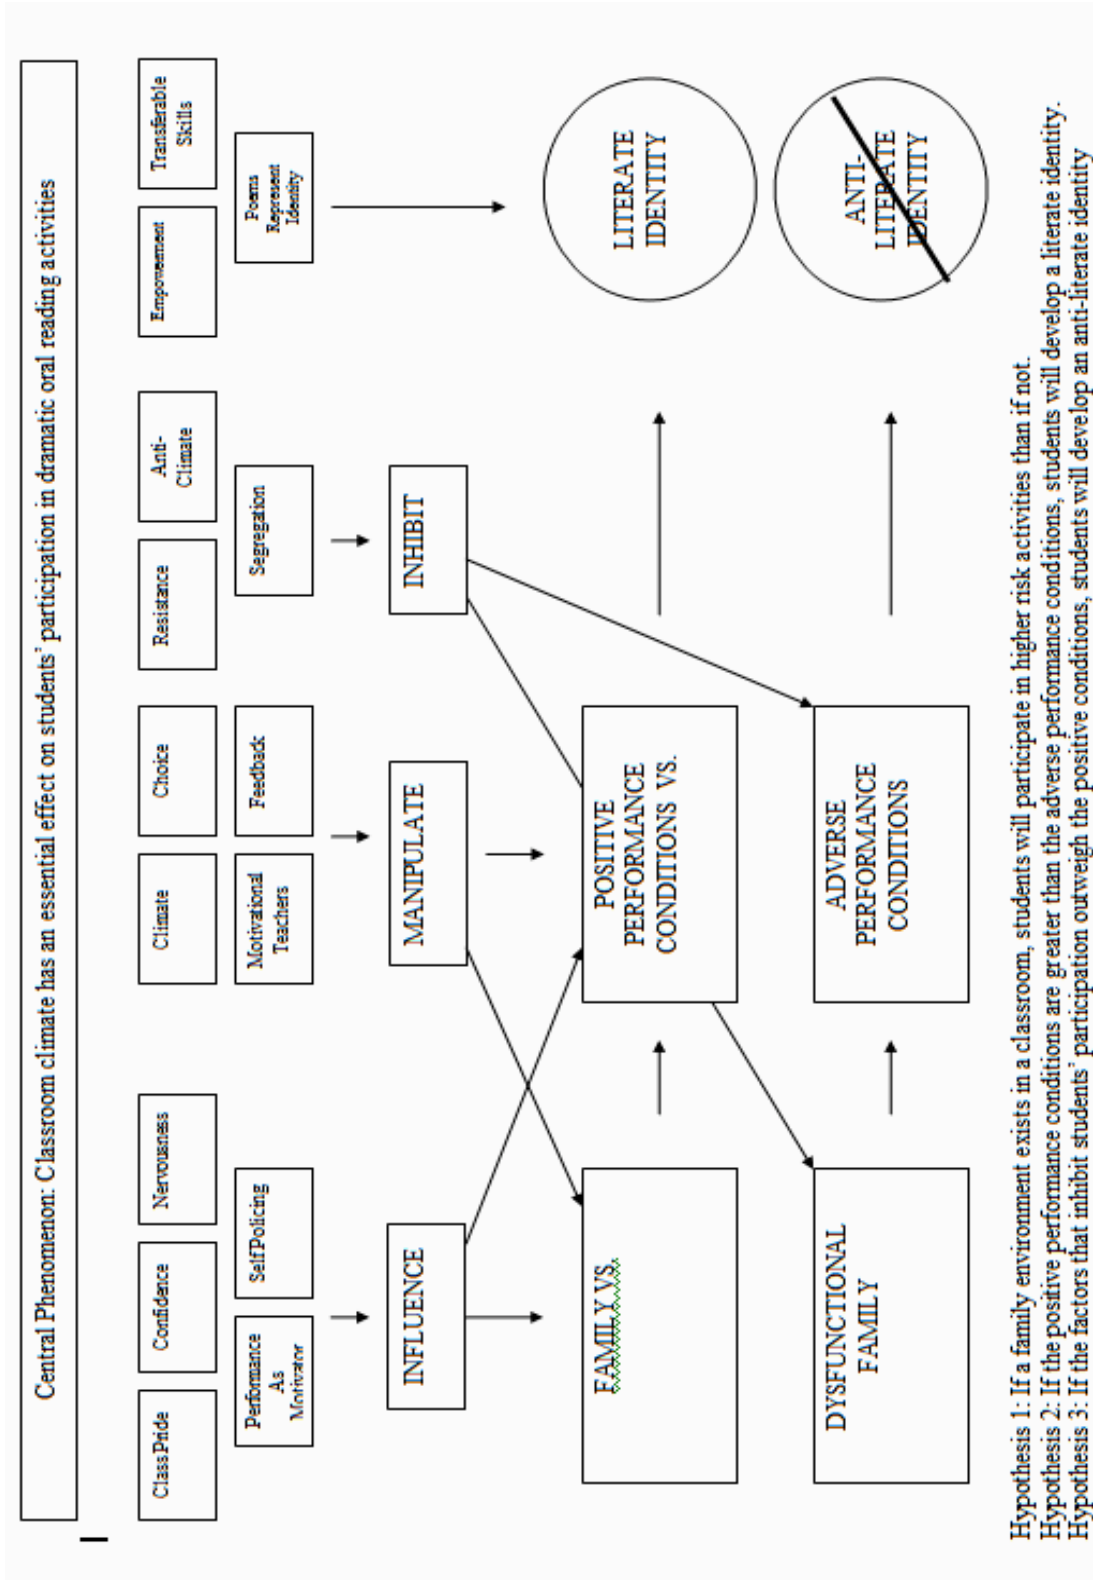 Central Phenomenon: Classroom climate has an essential effect on students' participation in dramatic oral reading activities
Class Pride
Confidence
Nervousness
Climate
Choice
Resistance
Anti-
Climate
Empowerment
Transferable
Skills
Performance
As
Motivator
Self Policing
Motivational
Teachers
Feedback
Segregation
Poems
Represent
Identity
INFLUENCE
MANIPULATE
INHIBIT
FAMILY VS.
POSITIVE
PERFORMANCE
CONDITIONS VS.
LITERATE
IDENTITY
DYSFUNCTIONAL
FAMILY
ADVERSE
PERFORMANCE
CONDITIONS
ANTI-
LITERATE
IDENTITY
Hypothesis 1: If a family environment exists in a classroom, students will participate in higher risk activities than if not.
Hypothesis 2: If the positive performance conditions are greater than the adverse performance conditions, students will develop a literate identity.
Hypothesis 3: If the factors that inhibit students' participation outweigh the positive conditions, students will develop an anti-literate identity